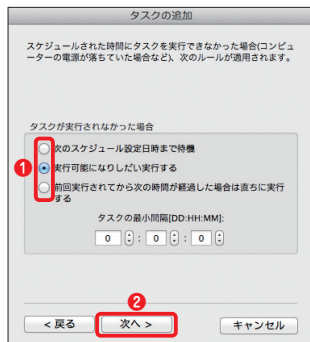 タスクの追加
スケジュールされた時間にタスクを実行できなかった場合(コンピュ
ーターの電源が落ちていた場合など)、次のルールが適用されます。
タスクが実行されなかった場合
次のスケジュール設定日時まで待機
1 実行可能になりしだい実行する
前回実行されてから次の時間が経過した場合は直ちに実行
する
タスクの最小間隔[DD:HH:MM]:
0 : 0 : 0
2
< 戻る 次へ > キャンセル